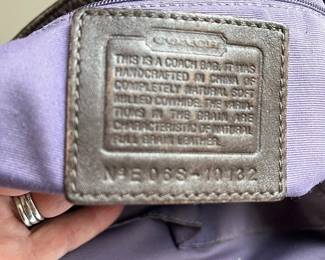 COACH
THIS IS A COACH BAG. IT WAS
HANDCRAFTED IN CHINA OF
COMPLETELY NATURAL SOFT
MILLED COWHIDE. THE VARIA-
TIONS IN THE GRAIN ARE
CHARACTERISTIC OF NATURAL
FULL GRAIN LEATHER.
Nº E06S-10432